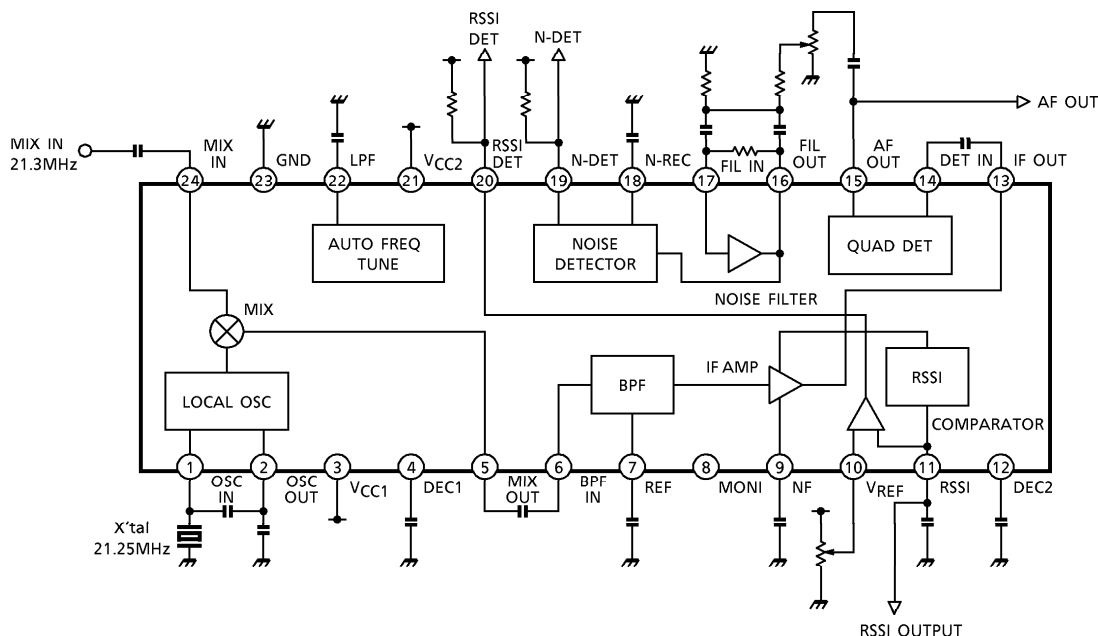 RSSI
DET
N-DET
AF OUT
MIX IN
21.3MHz
MIX
IN
GND
LPF
VCC2
RSSI
DET
N-DET
N-REC
FIL IN
FIL
OUT
AF
OUT
DET IN
IF OUT
24
23
22
21
20
19
18
17
16
15
14
13
AUTO FREQ
TUNE
NOISE
DETECTOR
QUAD DET
NOISE FILTER
MIX
LOCAL OSC
BPF
IF AMP
RSSI
COMPARATOR
1
2
3
4
5
6
7
8
9
10
11
12
OSC
IN
OSC
OUT
VCC1
DEC1
MIX
OUT
BPF
IN
REF
MONI
NF
VREF
RSSI
DEC2
X'tal
21.25MHz
RSSI OUTPUT